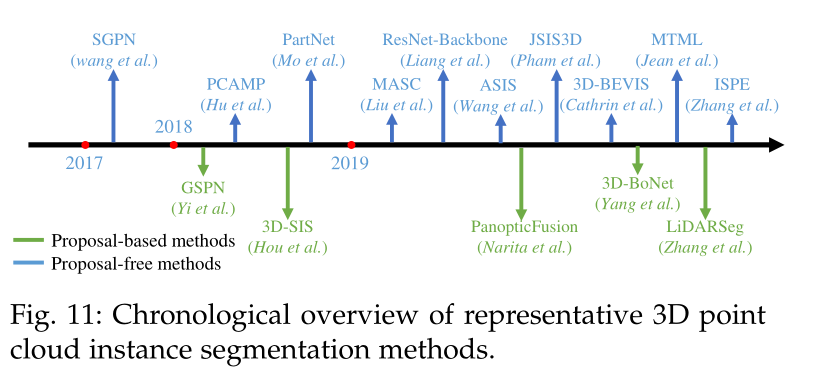 SGPN
(wang et al.)
PCAMP
(Hu et al.)
PartNet
(Mo et al.)
ResNet-Backbone
(Liang et al.)
MASC
(Liu et al.)
ASIS
(Wang et al.)
JSIS3D
(Pham et al.)
3D-BEVIS
(Cathrin et al.)
MTML
(Jean et al.)
ISPE
(Zhang et al.)
2017
2018
2019
GSPN
(Yi et al.)
3D-SIS
(Hou et al.)
PanopticFusion
(Narita et al.)
3D-BoNet
(Yang et al.)
LiDARSeg
(Zhang et al.)
Proposal-based methods
Proposal-free methods
Fig. 11: Chronological overview of representative 3D point
cloud instance segmentation methods.